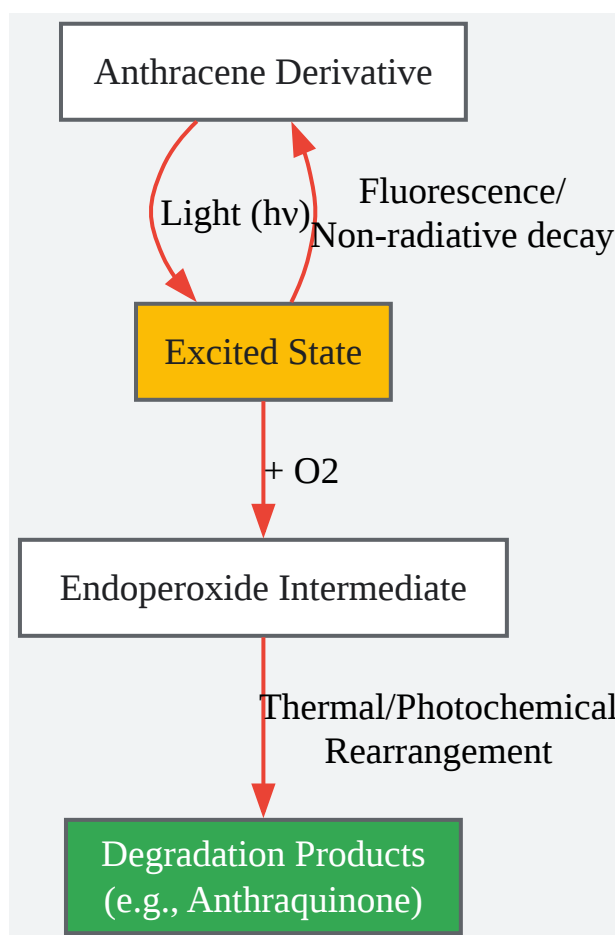 Anthracene Derivative
Light (hν)
Fluorescence/
Non-radiative decay
Excited State
+ O2
Endoperoxide Intermediate
Thermal/Photochemical
Rearrangement
Degradation Products
(e.g., Anthraquinone)